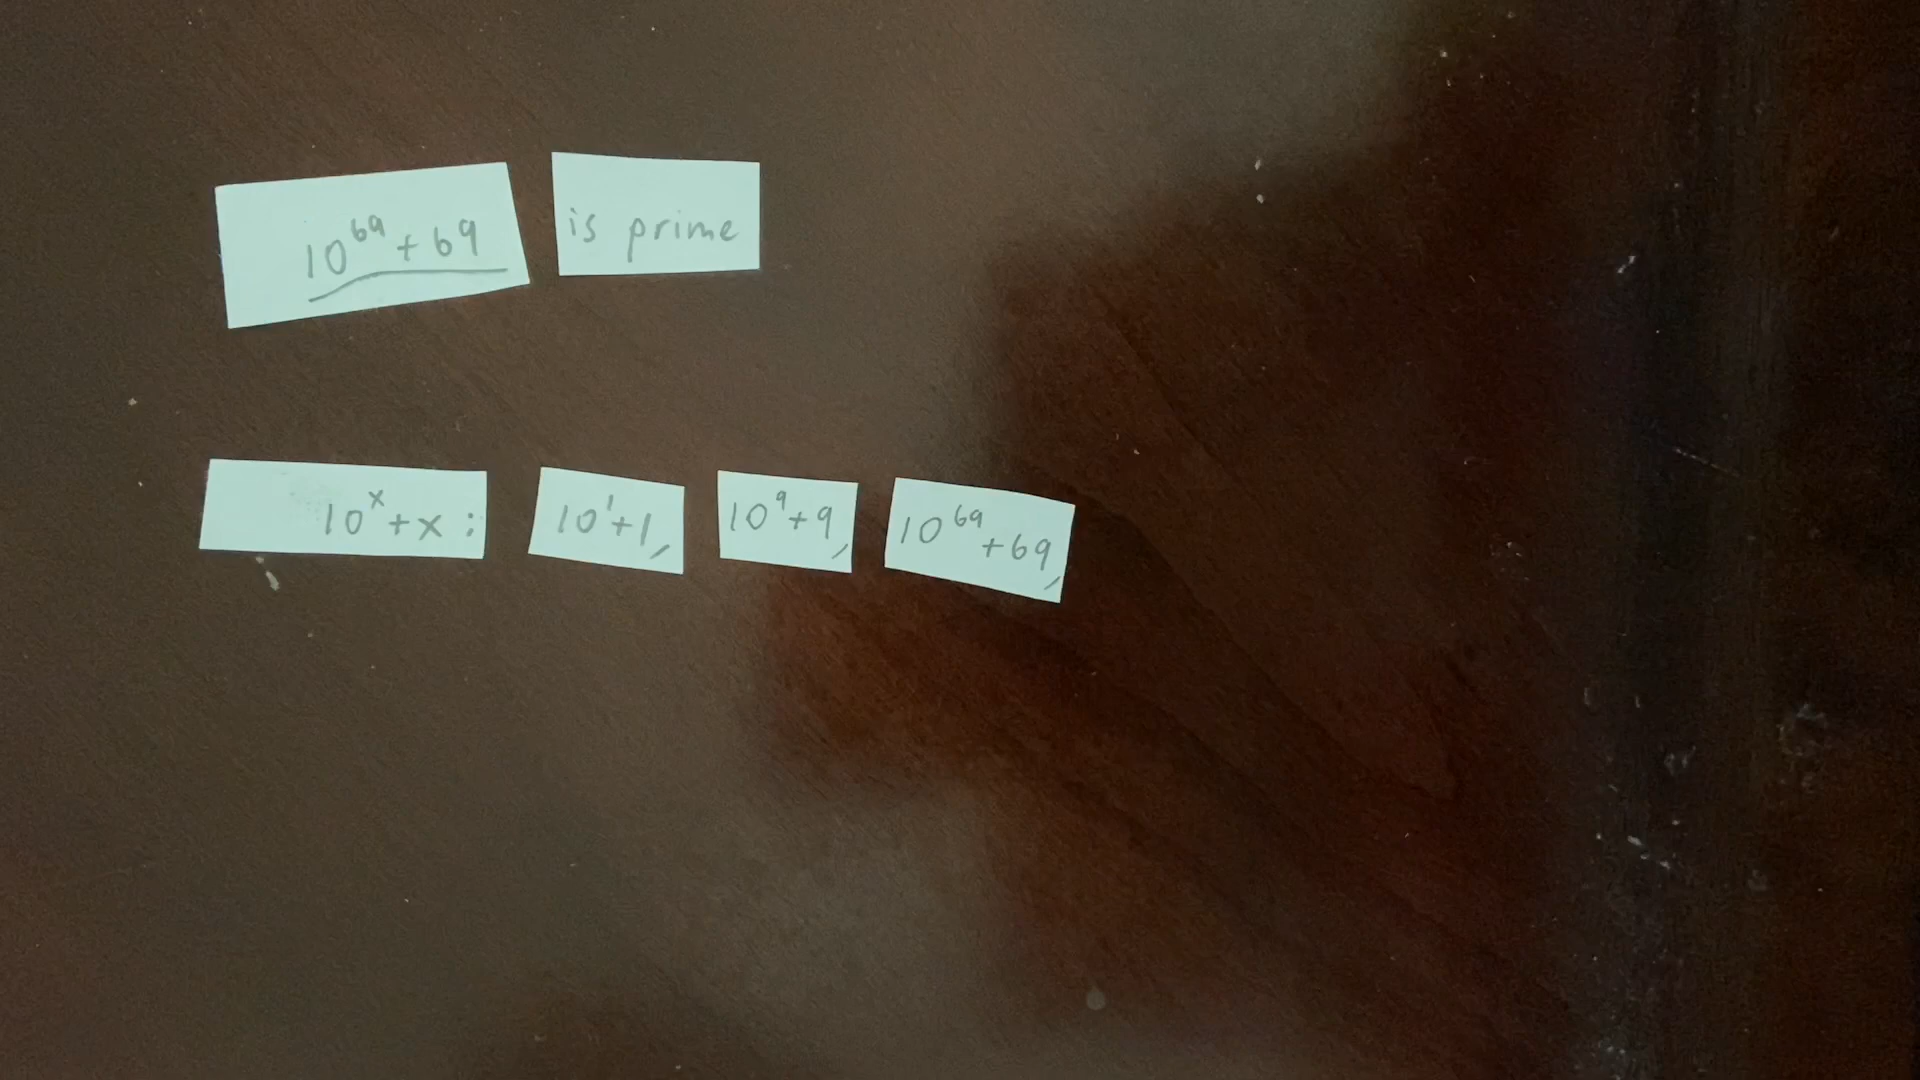 10⁶⁹ + 69 is prime
10ˣ + x : 10¹ + 1, 10⁹ + 9, 10⁶⁹ + 69,